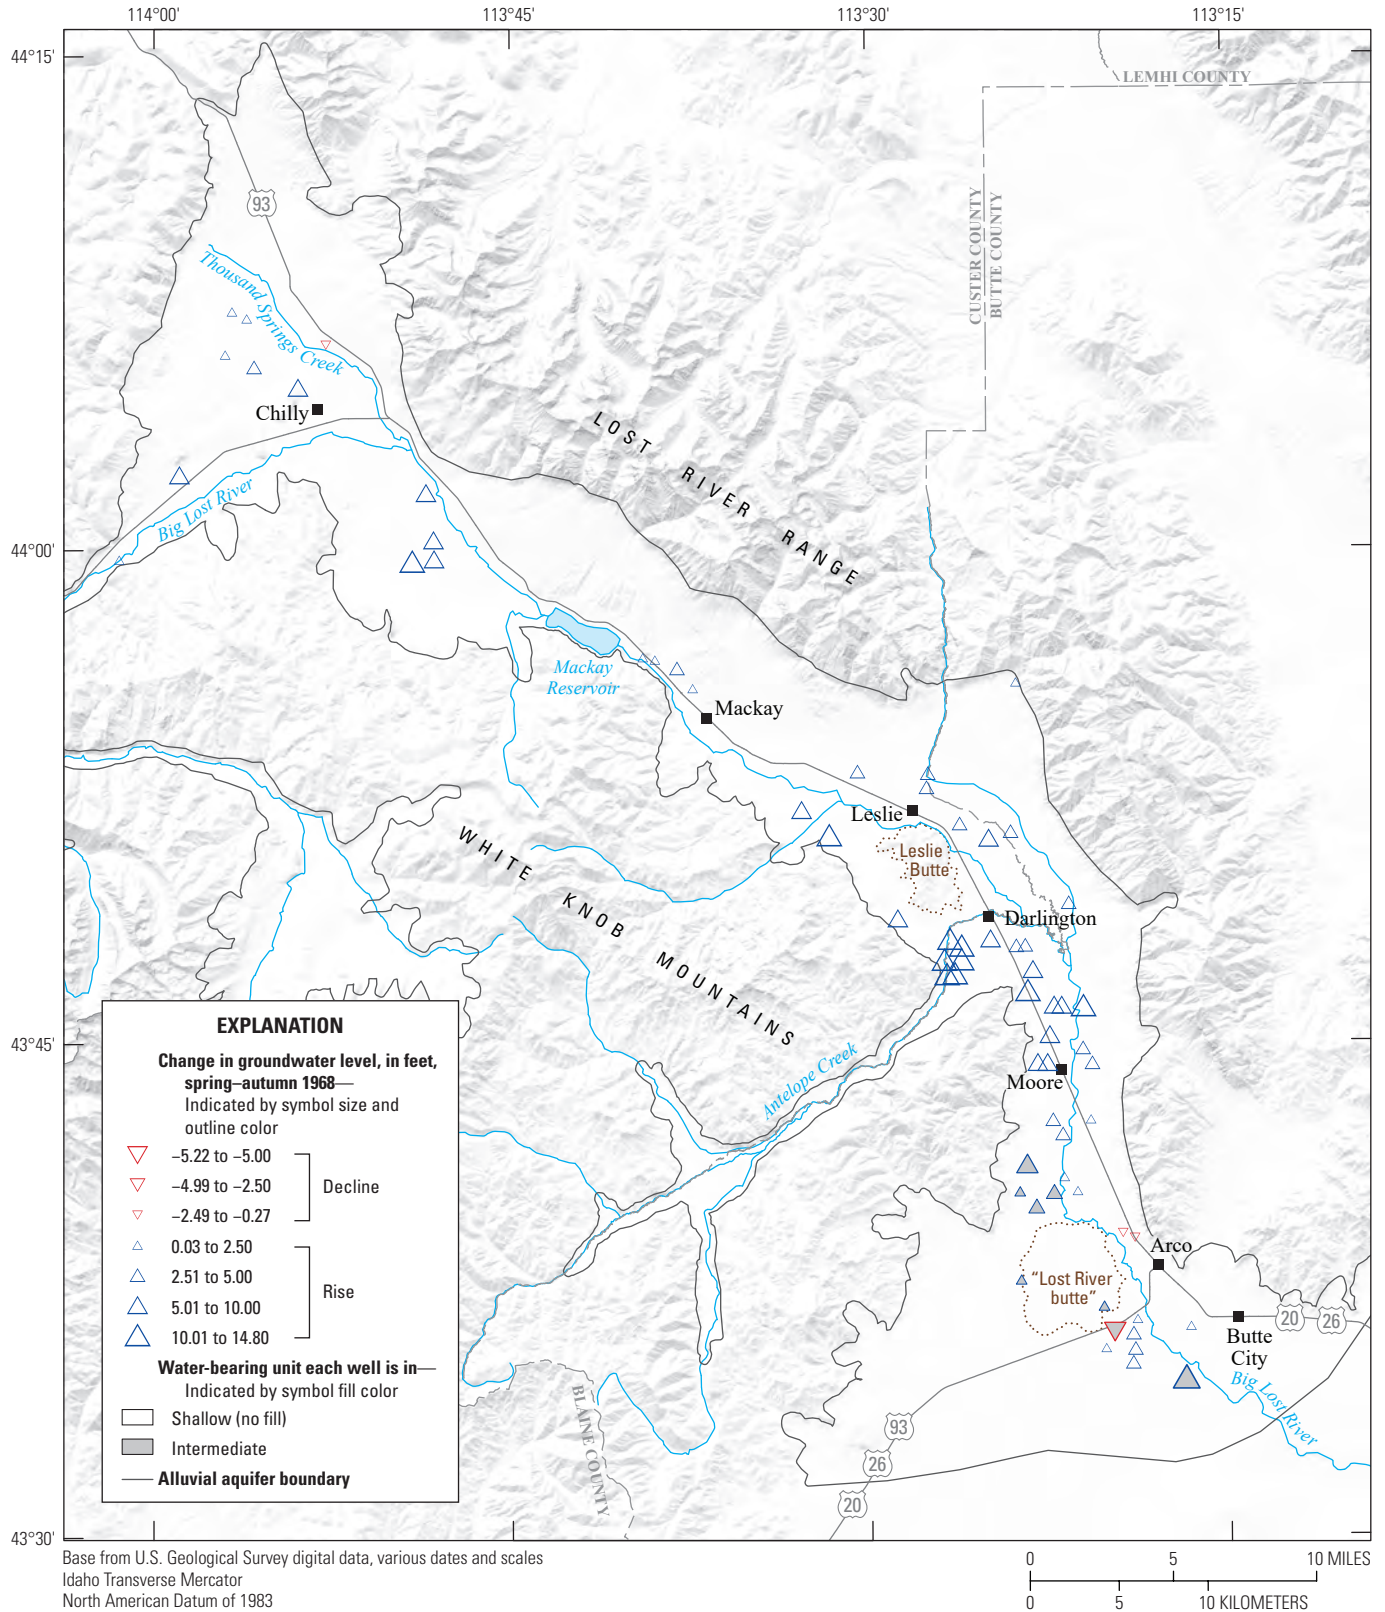 114°00'
113°45'
113°30'
113°15'
44°15'
LEMHI COUNTY
93
CUSTER COUNTY
BUTTE COUNTY
Thousand Springs Creek
Chilly
LOST RIVER RANGE
Big Lost River
44°00'
Mackay
Reservoir
Mackay
Leslie
Leslie
Butte
WHITE KNOB MOUNTAINS
Darlington
EXPLANATION
Change in groundwater level, in feet,
spring–autumn 1968—
Indicated by symbol size and
outline color
−5.22 to −5.00
−4.99 to −2.50
Decline
−2.49 to −0.27
0.03 to 2.50
2.51 to 5.00
Rise
5.01 to 10.00
10.01 to 14.80
Water-bearing unit each well is in—
Indicated by symbol fill color
Shallow (no fill)
Intermediate
Alluvial aquifer boundary
43°45'
Antelope Creek
Moore
Arco
“Lost River
butte”
20
26
Butte
City
Big Lost River
BLAINE COUNTY
93
26
20
43°30'
Base from U.S. Geological Survey digital data, various dates and scales
Idaho Transverse Mercator
North American Datum of 1983
0 5 10 MILES
0 5 10 KILOMETERS